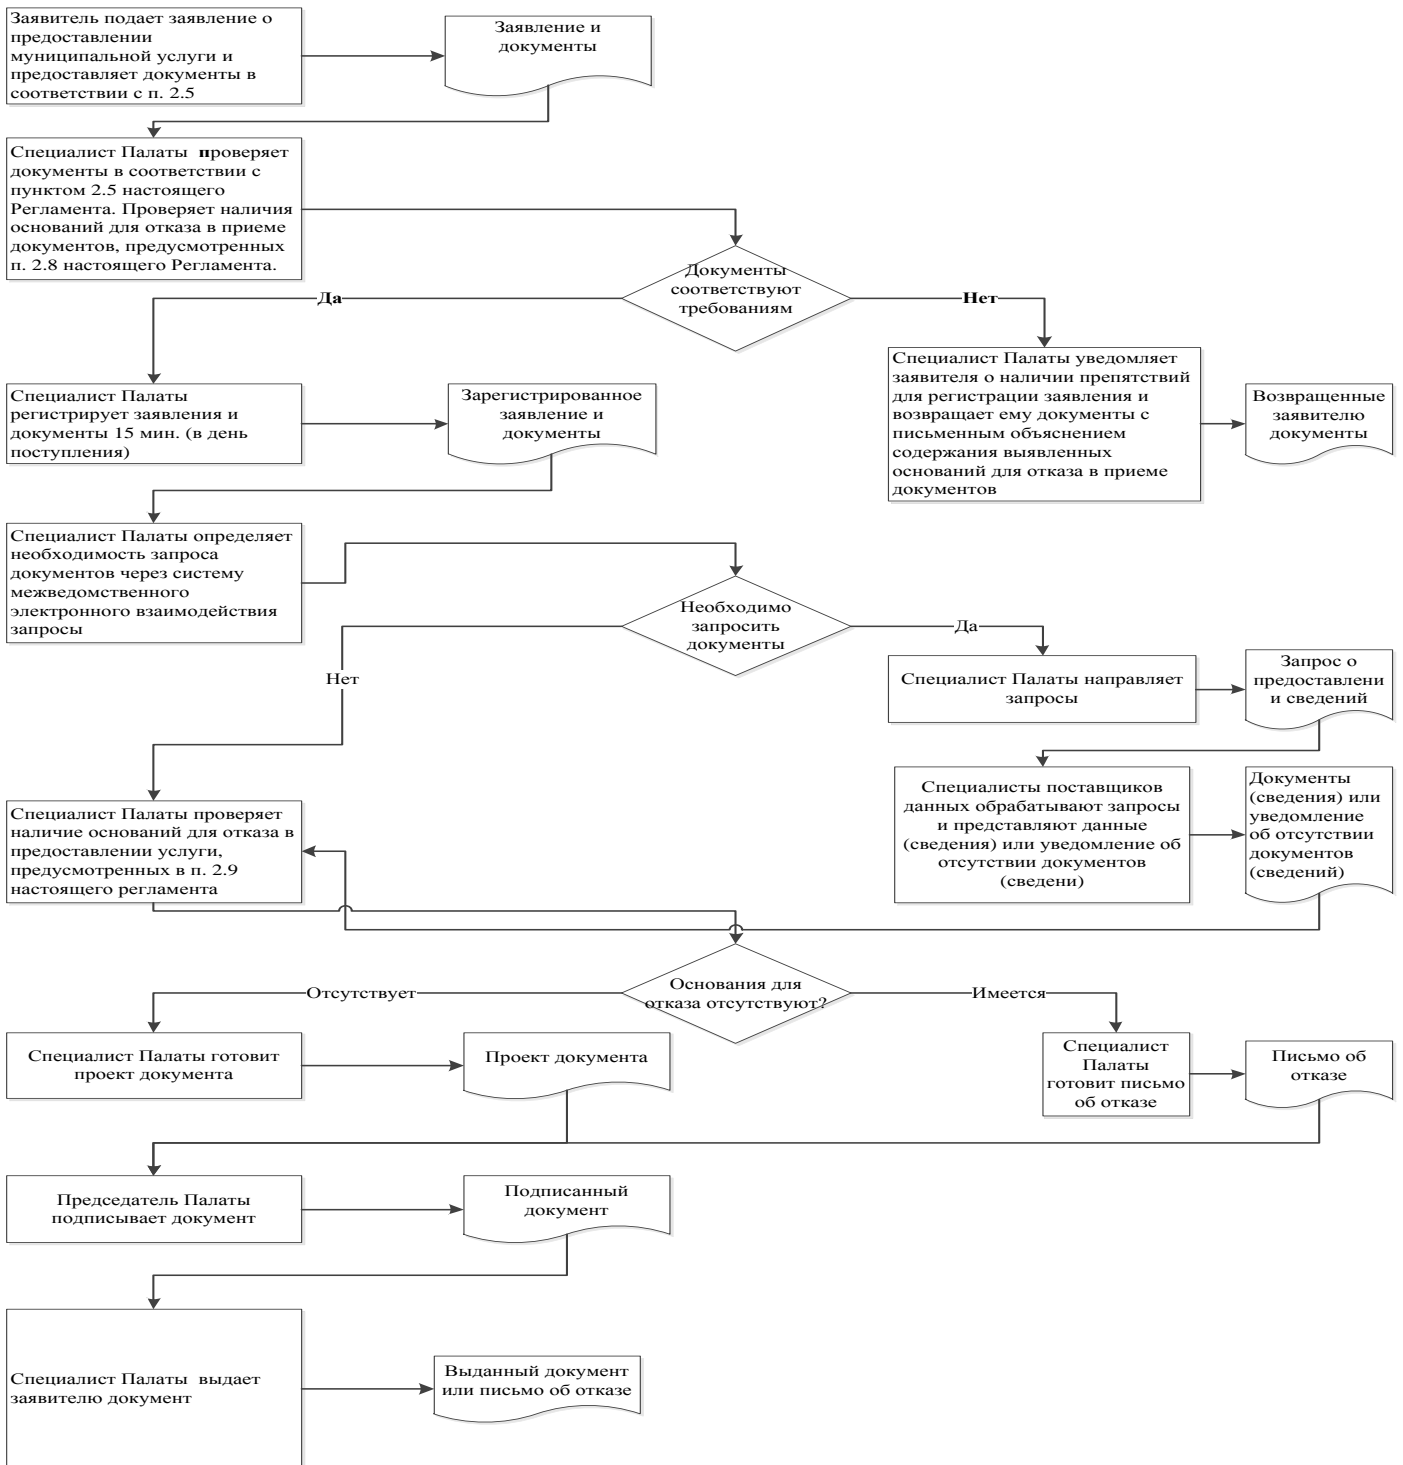 Заявитель подает заявление о
предоставлении
муниципальной услуги и
предоставляет документы в
соответствии с п. 2.5
Заявление и
документы
Специалист Палаты проверяет
документы в соответствии с
пунктом 2.5 настоящего
Регламента. Проверяет наличия
оснований для отказа в приеме
документов, предусмотренных
п. 2.8 настоящего Регламента.
Документы
соответствуют
требованиям
Да
Нет
Специалист Палаты
регистрирует заявления и
документы 15 мин. (в день
поступления)
Зарегистрированное
заявление и
документы
Специалист Палаты уведомляет
заявителя о наличии препятствий
для регистрации заявления и
возвращает ему документы с
письменным объяснением
содержания выявленных
оснований для отказа в приеме
документов
Возвращенные
заявителю
документы
Специалист Палаты определяет
необходимость запроса
документов через систему
межведомственного
электронного взаимодействия
запросы
Необходимо
запросить
документы
Да
Нет
Специалист Палаты направляет
запросы
Запрос о
предоставлени
и сведений
Специалисты поставщиков
данных обрабатывают запросы
и представляют данные
(сведения) или уведомление об
отсутствии документов
(сведени)
Документы
(сведения) или
уведомление
об отсутствии
документов
(сведений)
Специалист Палаты проверяет
наличие оснований для отказа в
предоставлении услуги,
предусмотренных в п. 2.9
настоящего регламента
Основания для
отказа отсутствуют?
Отсутствует
Имеется
Специалист Палаты готовит
проект документа
Проект документа
Специалист
Палаты
готовит письмо
об отказе
Письмо об
отказе
Председатель Палаты
подписывает документ
Подписанный
документ
Специалист Палаты выдает
заявителю документ
Выданный документ
или письмо об отказе